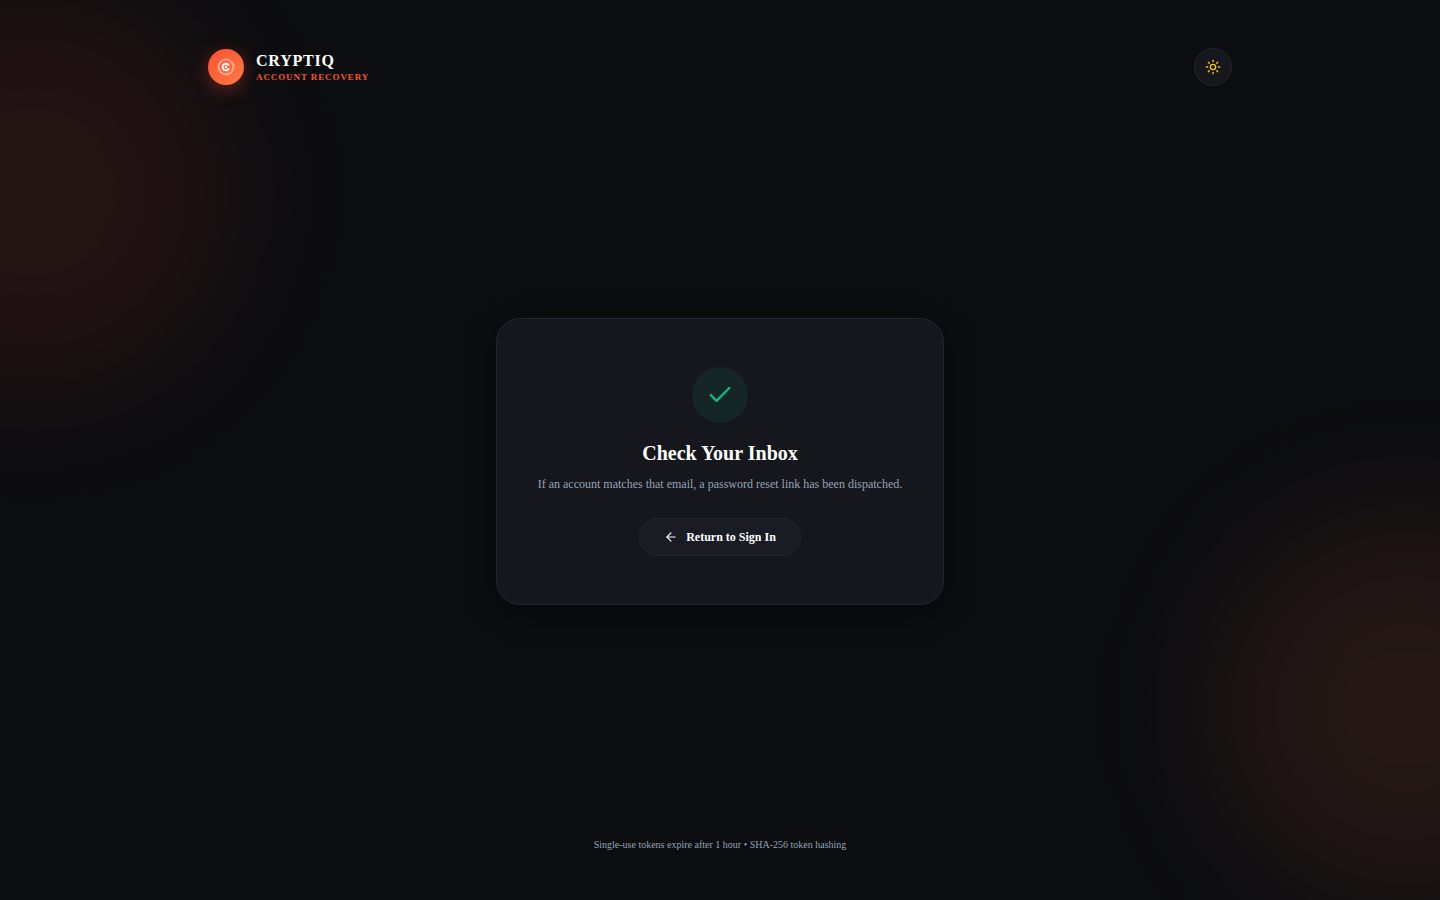 CRYPTIQ
ACCOUNT RECOVERY
Check Your Inbox
If an account matches that email, a password reset link has been dispatched.
Return to Sign In
Single-use tokens expire after 1 hour • SHA-256 token hashing